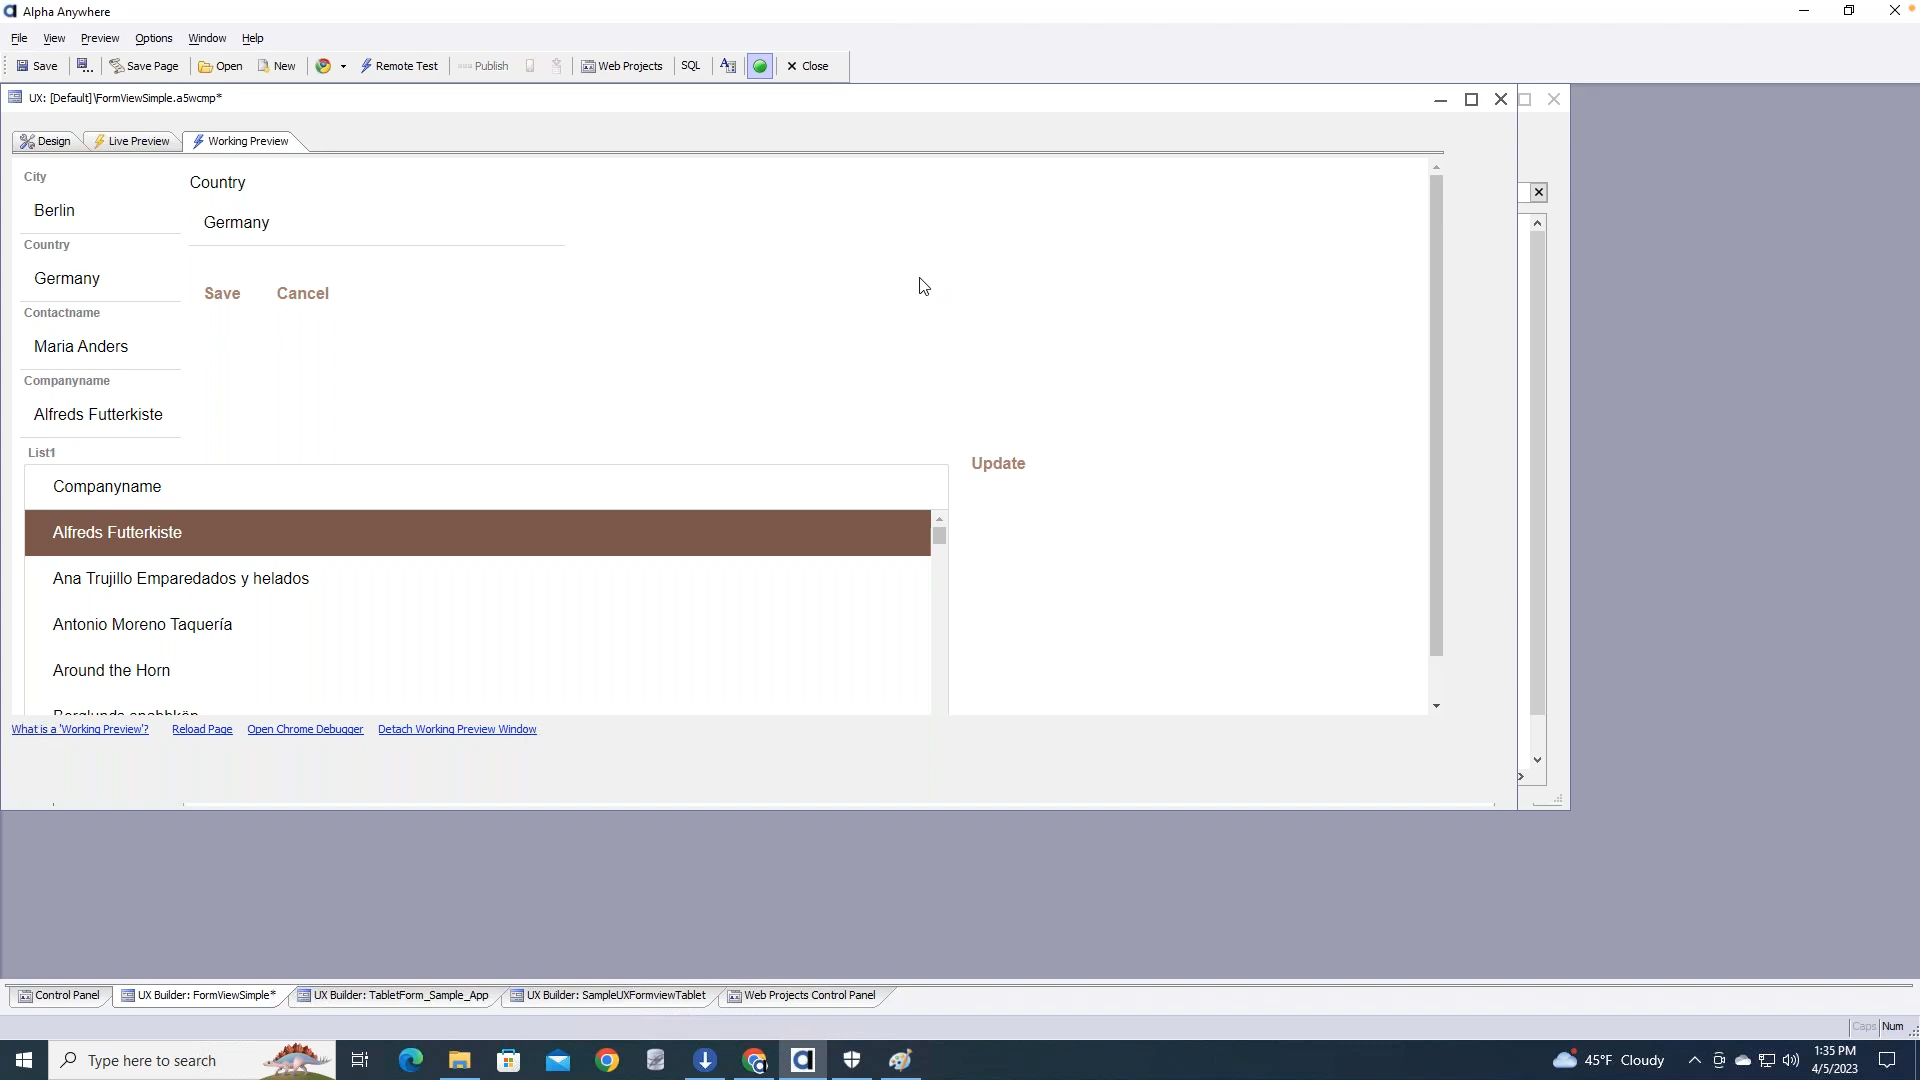 Alpha Anywhere
File View Preview Options Window Help
Save Save Page Open New Remote Test Publish Web Projects SQL Close
UX: [Default]\FormViewSimple.a5wcmp*
Design Live Preview Working Preview
City
Berlin
Country
Germany
Contactname
Maria Anders
Companyname
Alfreds Futterkiste
Country
Germany
Save Cancel
List1
Companyname
Alfreds Futterkiste
Ana Trujillo Emparedados y helados
Antonio Moreno Taquería
Around the Horn
Update
What is a 'Working Preview'? Reload Page Open Chrome Debugger Detach Working Preview Window
Control Panel UX Builder: FormViewSimple* UX Builder: TabletForm_Sample_App UX Builder: SampleUXFormviewTablet Web Projects Control Panel
Caps Num
Type here to search
45°F Cloudy
1:35 PM
4/5/2023